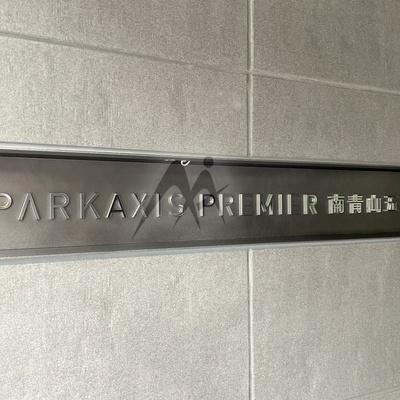 PARKAXIS PREMIER 南青山